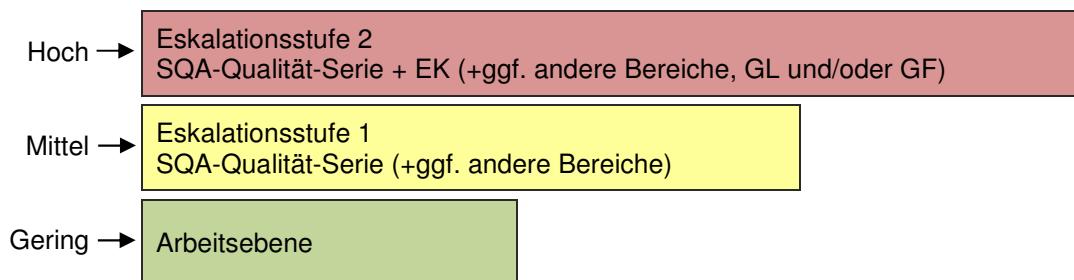 Hoch
Eskalationsstufe 2
SQA-Qualität-Serie + EK (+ggf. andere Bereiche, GL und/oder GF)
Mittel
Eskalationsstufe 1
SQA-Qualität-Serie (+ggf. andere Bereiche)
Gering
Arbeitsebene